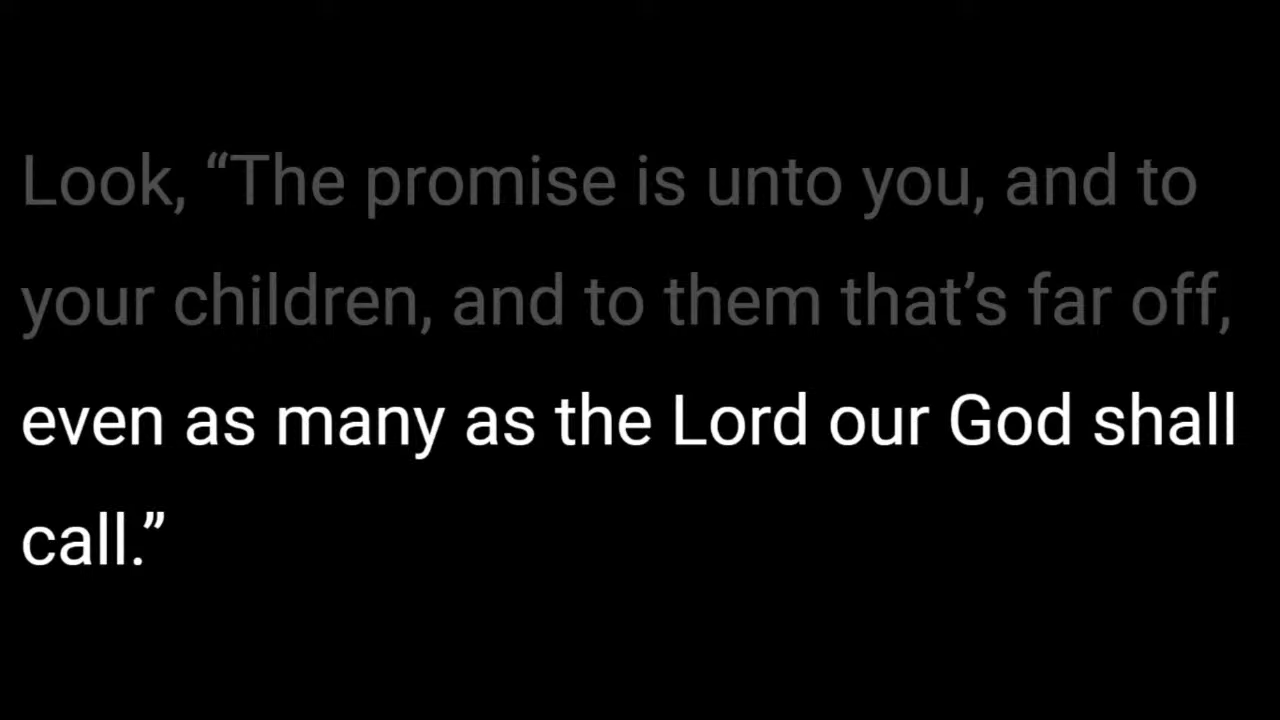 Look, “The promise is unto you, and to
your children, and to them that’s far off,
even as many as the Lord our God shall
call.”